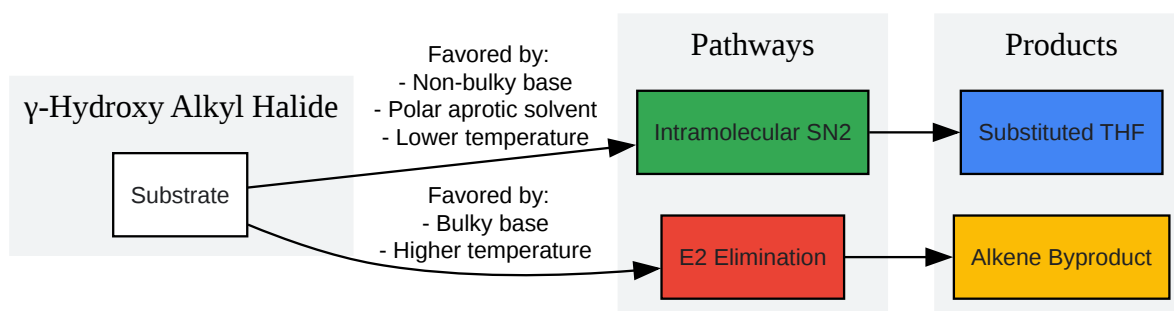 γ-Hydroxy Alkyl Halide
Substrate
Favored by:
- Non-bulky base
- Polar aprotic solvent
- Lower temperature
Favored by:
- Bulky base
- Higher temperature
Pathways
Intramolecular SN2
E2 Elimination
Products
Substituted THF
Alkene Byproduct